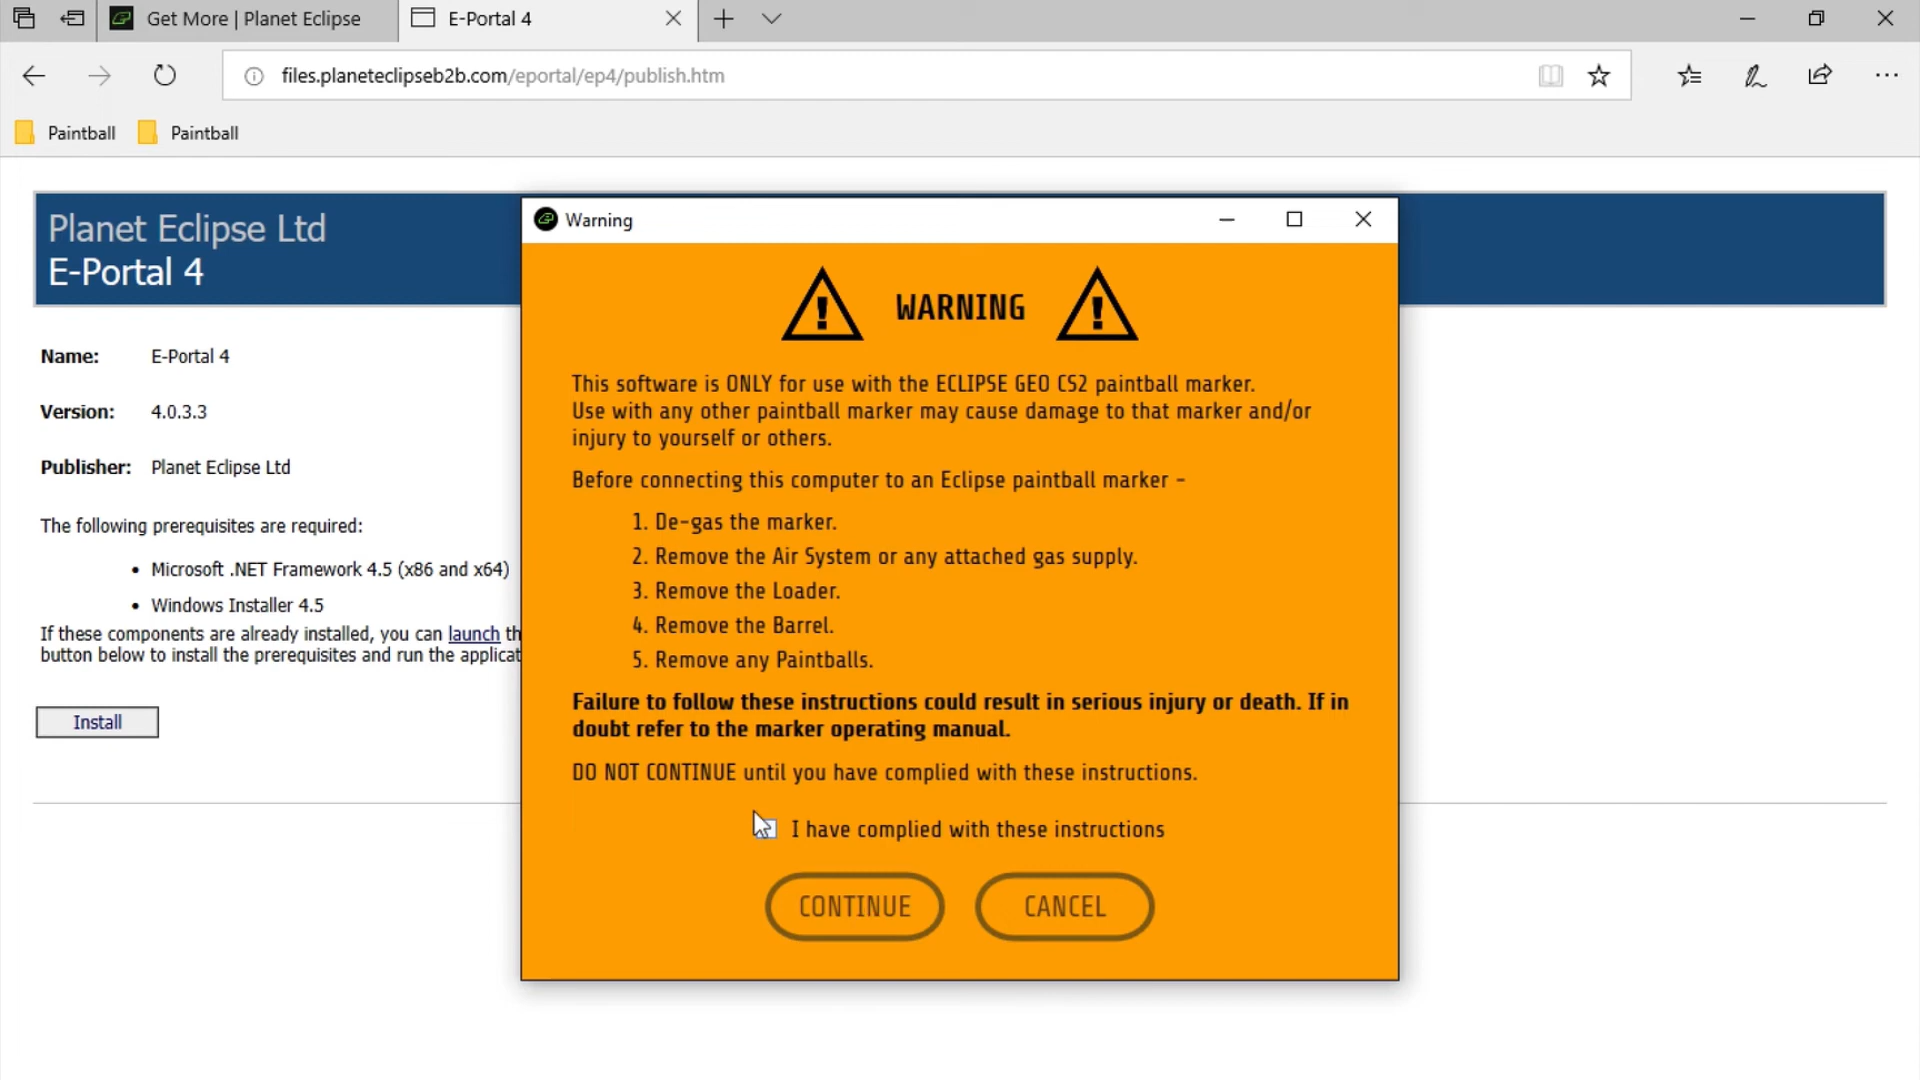 Get More | Planet Eclipse
E-Portal 4
files.planeteclipseb2b.com/eportal/ep4/publish.htm
Paintball
Paintball
Planet Eclipse Ltd
E-Portal 4
Name: E-Portal 4
Version: 4.0.3.3
Publisher: Planet Eclipse Ltd
The following prerequisites are required:
• Microsoft .NET Framework 4.5 (x86 and x64)
• Windows Installer 4.5
If these components are already installed, you can launch th
button below to install the prerequisites and run the applicat
Install
Warning
WARNING
This software is ONLY for use with the ECLIPSE GEO CS2 paintball marker.
Use with any other paintball marker may cause damage to that marker and/or
injury to yourself or others.
Before connecting this computer to an Eclipse paintball marker -
1. De-gas the marker.
2. Remove the Air System or any attached gas supply.
3. Remove the Loader.
4. Remove the Barrel.
5. Remove any Paintballs.
Failure to follow these instructions could result in serious injury or death. If in
doubt refer to the marker operating manual.
DO NOT CONTINUE until you have complied with these instructions.
I have complied with these instructions
CONTINUE
CANCEL